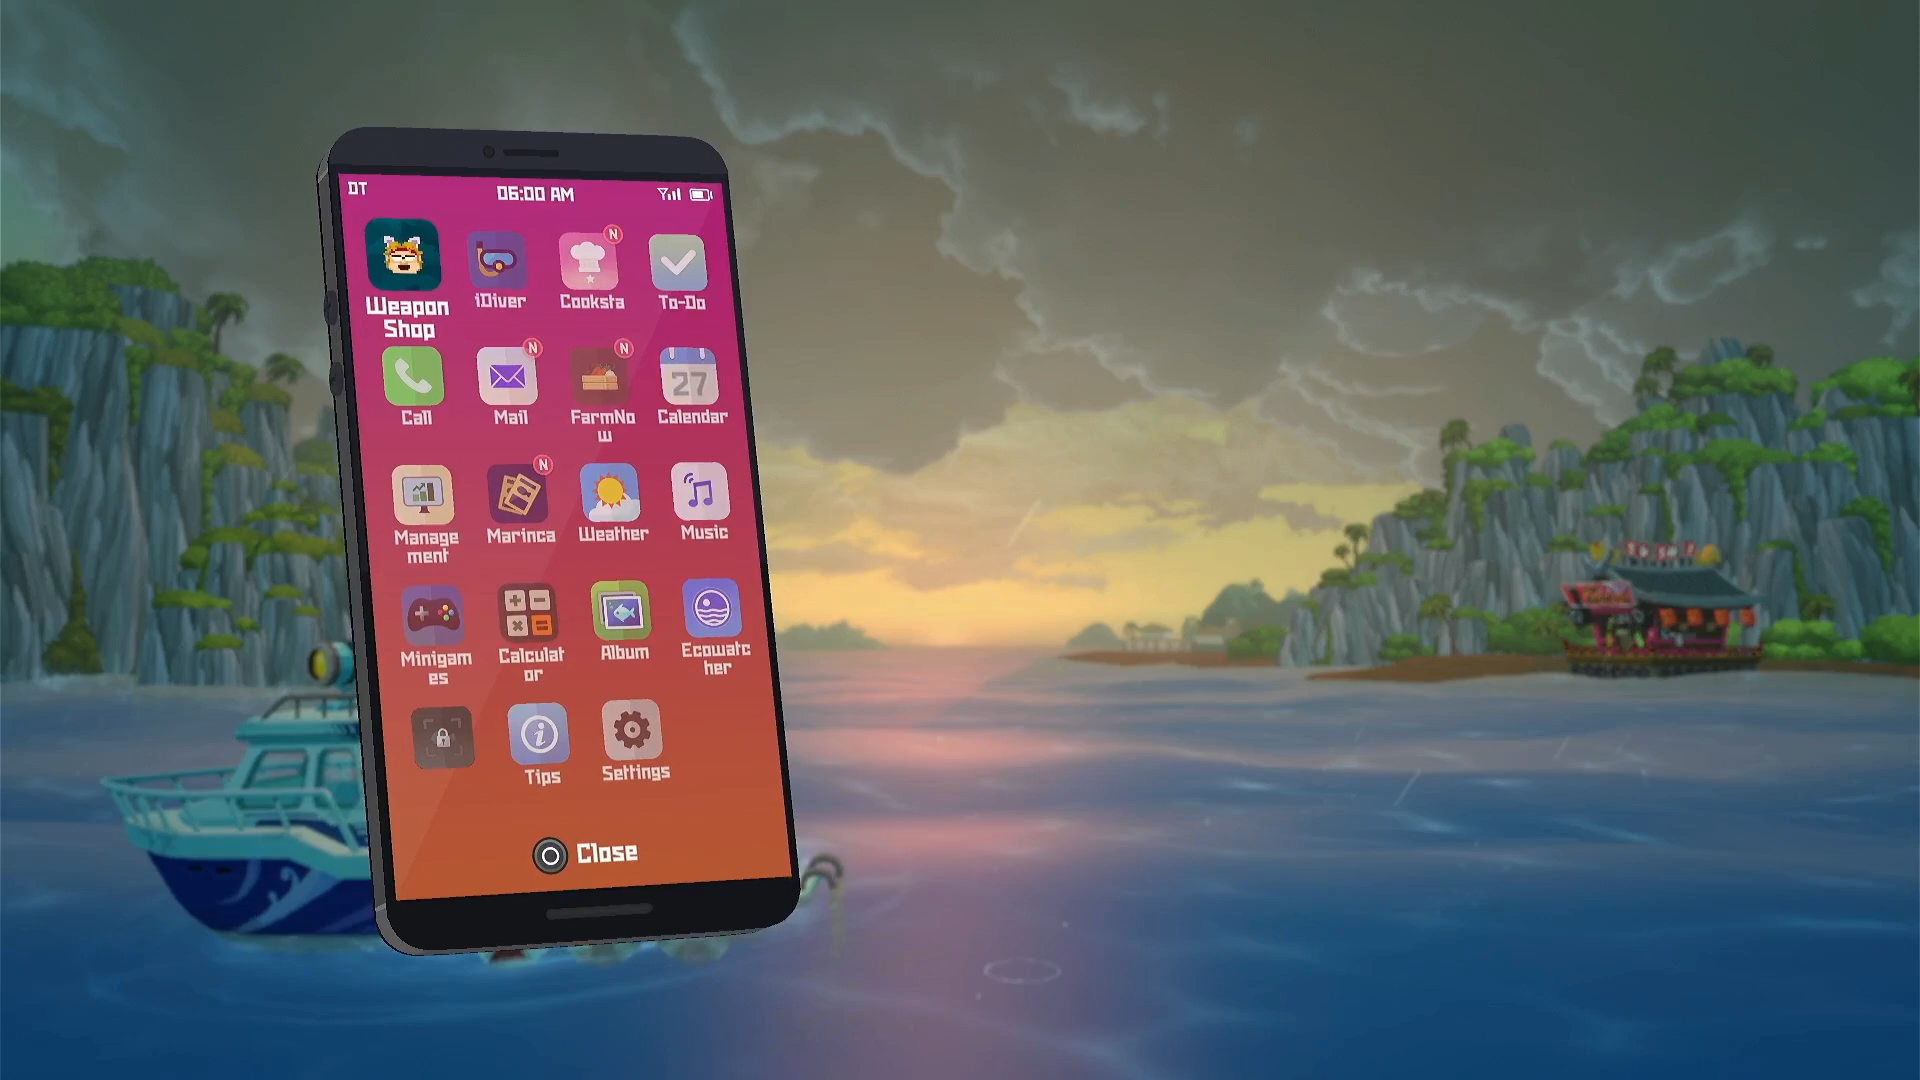 DT
06:00 AM
N
Weapon
Shop
iDiver
Cooksta
To-Do
N
N
27
Call
Mail
FarmNo
w
Calendar
N
Manage
ment
Marinca
Weather
Music
Minigam
es
Calculat
or
Album
Ecowatc
her
Tips
Settings
Close